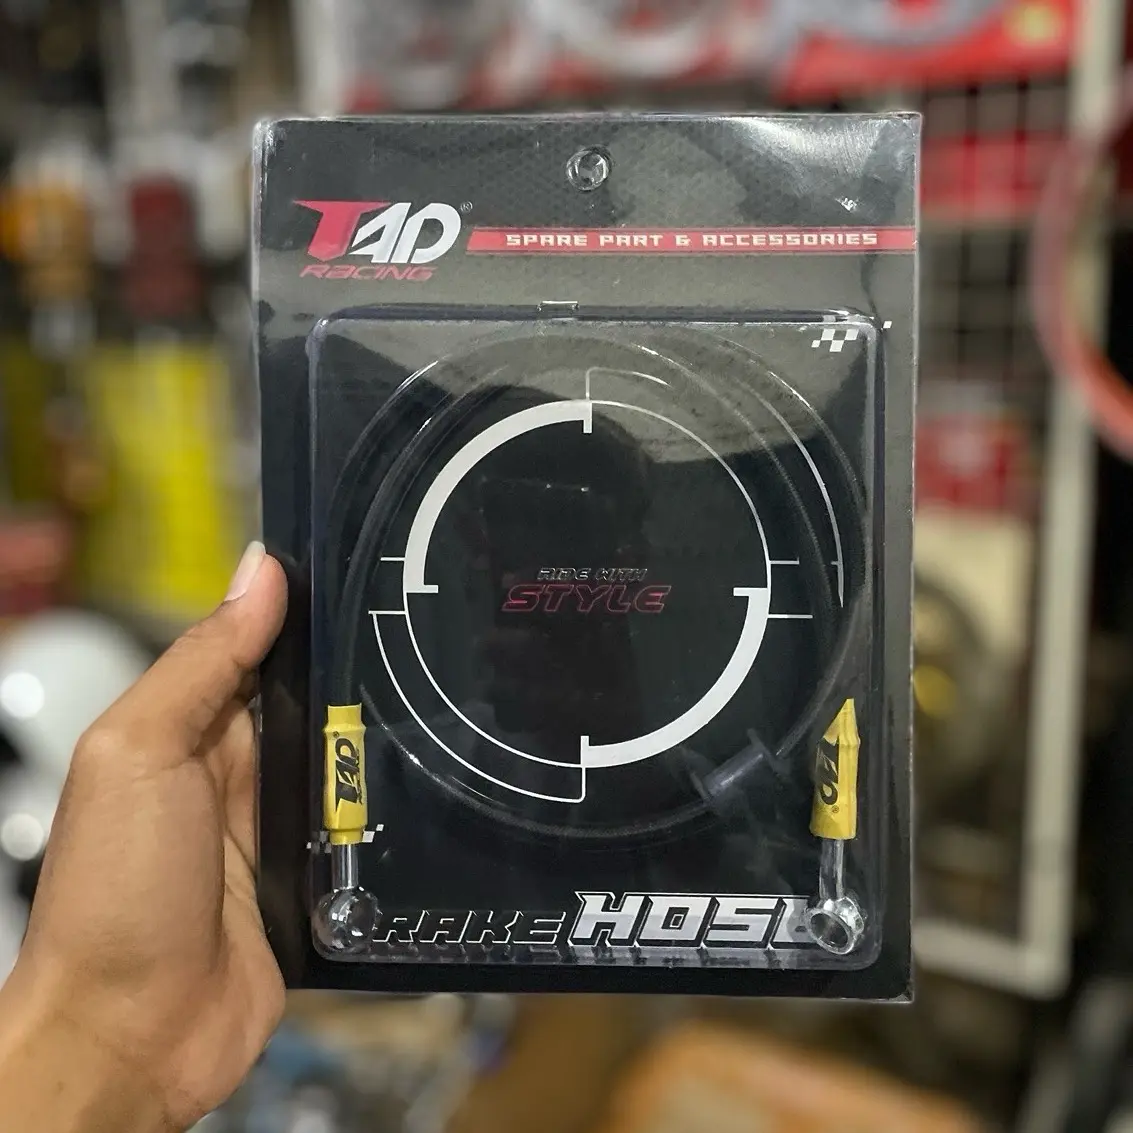 TAD®
RACING
SPARE PART & ACCESSORIES
RIDE WITH
STYLE
TAD®
TAD®
BRAKE HOSE